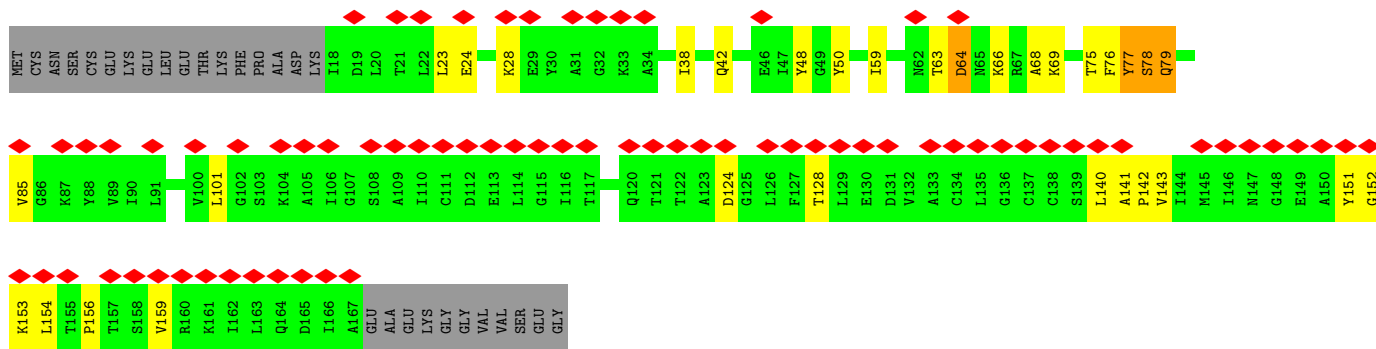 MET CYS ASN SER CYS GLU LYS GLU LEU GLU THR LYS PHE PRO ALA ASP LYS I18 D19 L20 T21 L22 L23 E24 K28 E29 Y30 A31 G32 K33 A34 I38 Q42 E46 I47 Y48 G49 Y50 I59 N62 T63 D64 N65 K66 R67 A68 K69 T75 F76 Y77 S78 Q79
V85 G86 K87 Y88 V89 I90 L91 V100 L101 G102 S103 K104 A105 I106 G107 S108 A109 I110 C111 D112 E113 L114 G115 I116 T117 Q120 T121 T122 A123 D124 G125 L126 F127 T128 L129 E130 D131 V132 A133 C134 L135 G136 C137 C138 S139 L140 A141 P142 V143 I144 M145 I146 N147 G148 E149 A150 Y151 G152
K153 L154 T155 P156 T157 S158 V159 R160 K161 I162 L163 Q164 D165 I166 A167 GLU ALA GLU LYS GLY GLY VAL VAL SER GLU GLY